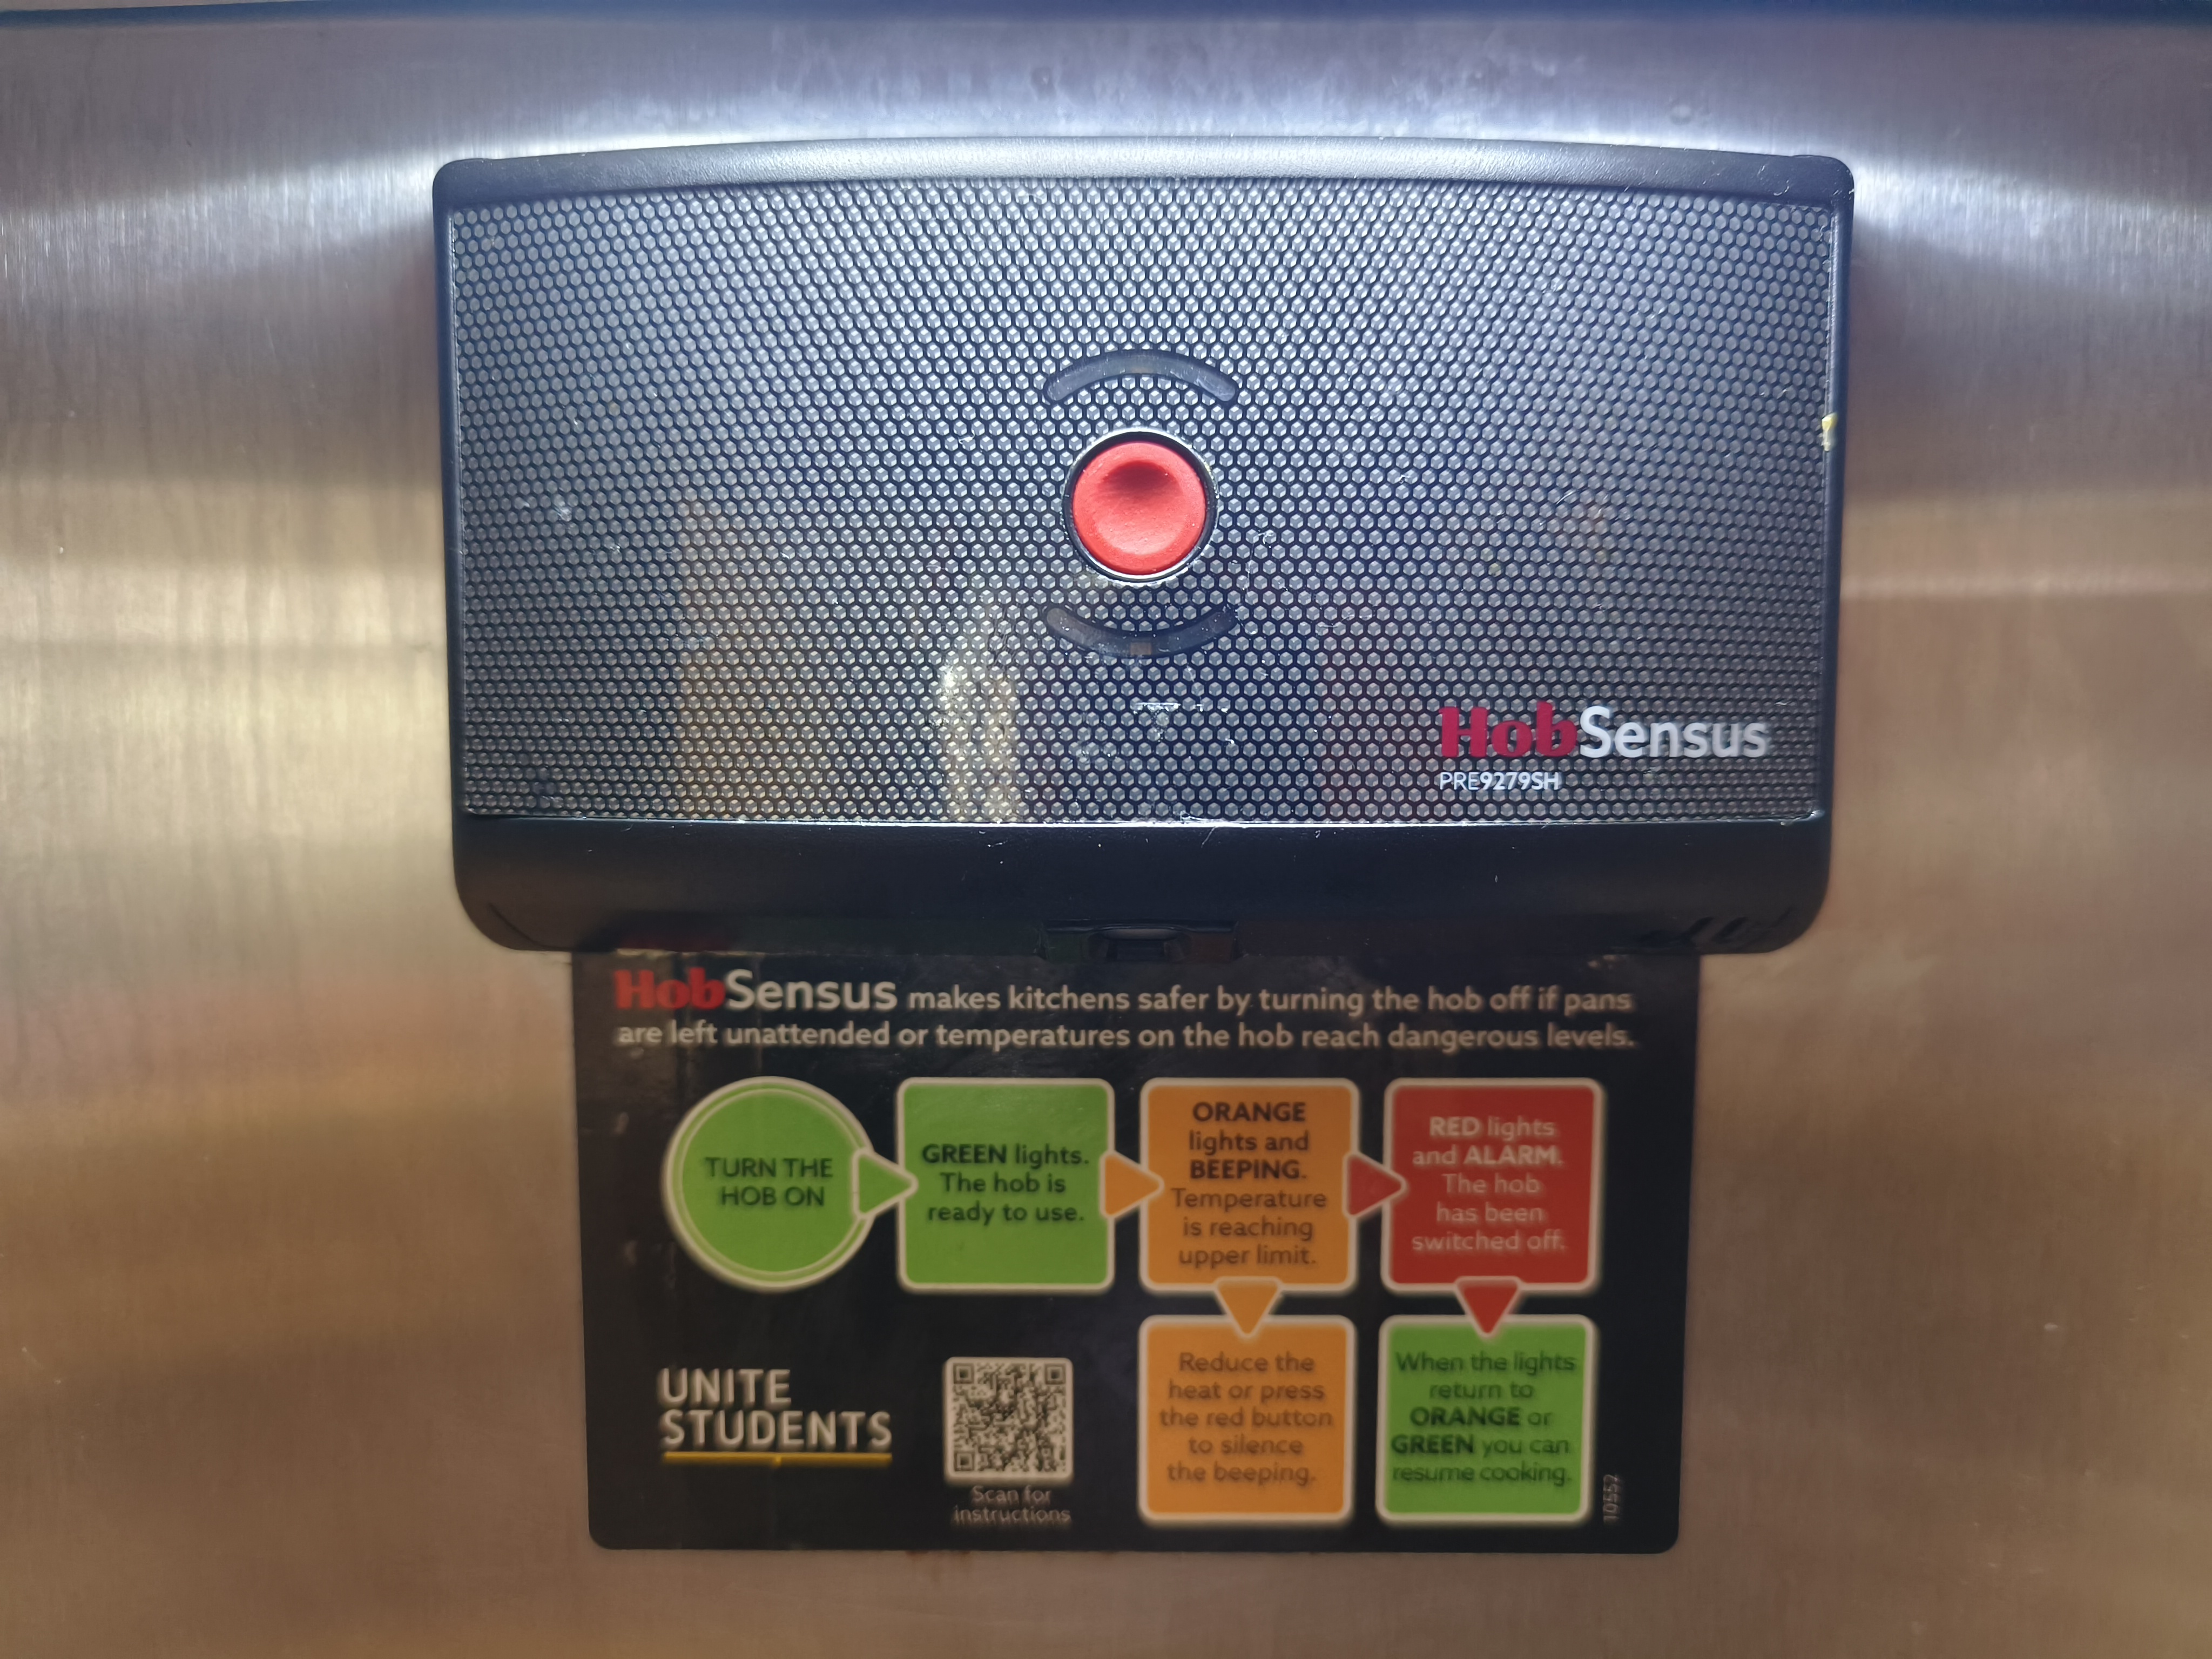 HobSensus
PRE9279SH
HobSensus makes kitchens safer by turning the hob off if pans
are left unattended or temperatures on the hob reach dangerous levels.
TURN THE
HOB ON
GREEN lights.
The hob is
ready to use.
ORANGE
lights and
BEEPING.
Temperature
is reaching
upper limit.
RED lights
and ALARM.
The hob
has been
switched off.
Reduce the
heat or press
the red button
to silence
the beeping.
When the lights
return to
ORANGE or
GREEN you can
resume cooking.
UNITE
STUDENTS
Scan for
instructions
10552